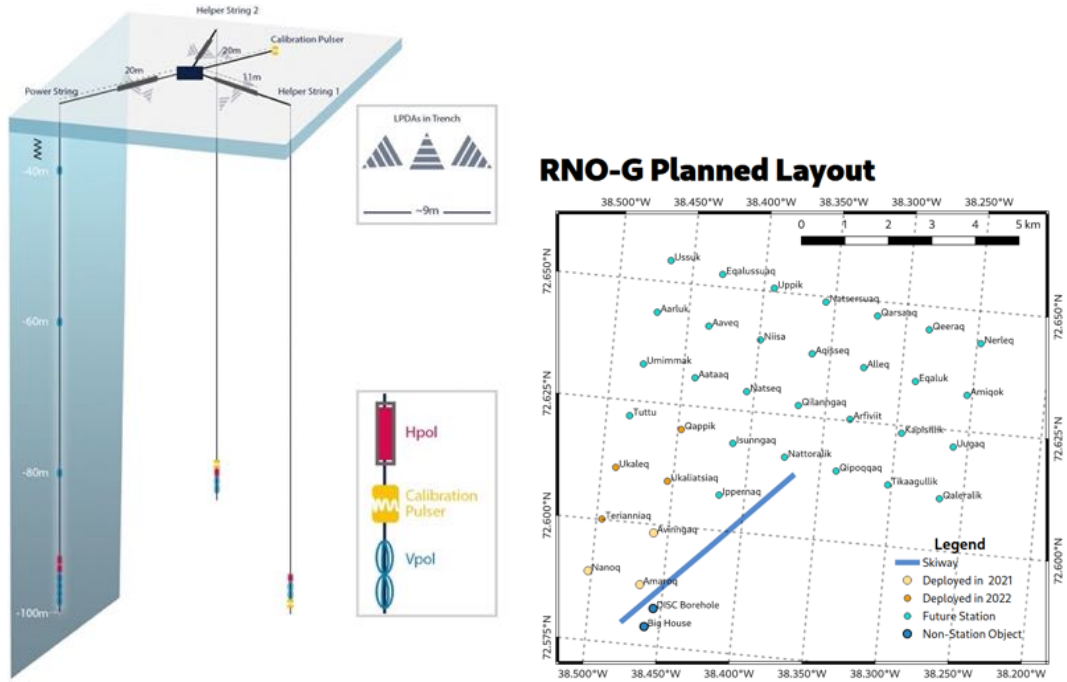 Helper String 2
Calibration Pulser
20m
20m
11m
Power String
Helper String 1
-40m
-60m
-80m
-100m
LPDAs in Trench
~9m
Hpol
Calibration
Pulser
Vpol
RNO-G Planned Layout
38.500°W 38.450°W 38.400°W 38.350°W 38.300°W 38.250°W
0 1 2 3 4 5 km
72.650°N
72.625°N
72.600°N
72.575°N
Ussuk
Eqalussuaq
Uppik
Natsersuaq
Qarsaaq
Qeeraq
Nerleq
Aarluk
Aaveq
Niisa
Aqisseq
Alleq
Eqaluk
Amiqok
Umimmak
Aataaq
Natseq
Qilanngaq
Arfiviit
Kapisillik
Uugaq
Tuttu
Qappik
Isunngaq
Nattoralik
Qipoqqaq
Tikaagullik
Qaleralik
Ukaleq
Ukaliatsiaq
Ippernaq
Terianniaq
Avinngaq
Nanoq
Amaroq
DISC Borehole
Big House
72.650°N
72.625°N
72.600°N
Legend
Skiway
Deployed in 2021
Deployed in 2022
Future Station
Non-Station Object
38.500°W 38.450°W 38.400°W 38.350°W 38.300°W 38.250°W 38.200°W